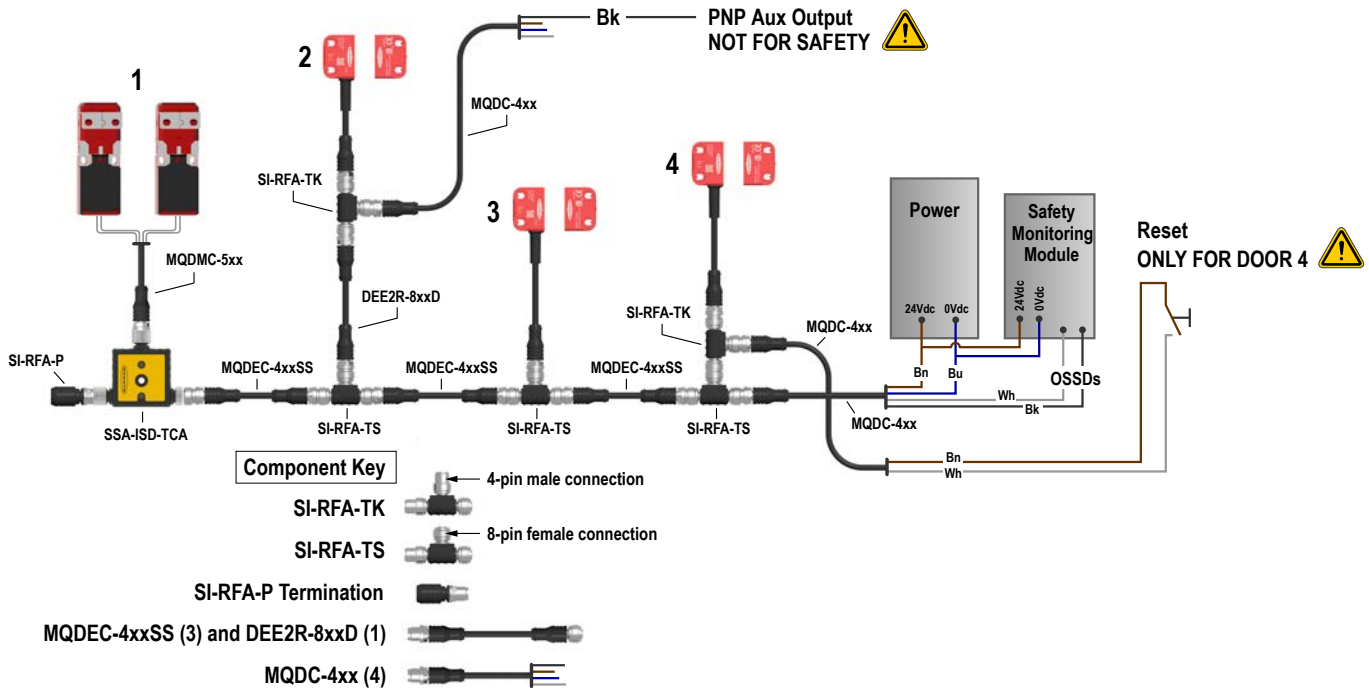 Bk
PNP Aux Output
NOT FOR SAFETY
1
2
MQDC-4xx
SI-RFA-TK
3
4
MQDMC-5xx
DEE2R-8xxD
SI-RFA-TK
Power
24Vdc
0Vdc
Safety
Monitoring
Module
24Vdc
0Vdc
Reset
ONLY FOR DOOR 4
SI-RFA-P
MQDEC-4xxSS
MQDEC-4xxSS
MQDEC-4xxSS
MQDC-4xx
Bn
Bu
OSSDs
Wh
Bk
MQDC-4xx
SSA-ISD-TCA
SI-RFA-TS
SI-RFA-TS
SI-RFA-TS
Bn
Wh
Component Key
SI-RFA-TK
4-pin male connection
SI-RFA-TS
8-pin female connection
SI-RFA-P Termination
MQDEC-4xxSS (3) and DEE2R-8xxD (1)
MQDC-4xx (4)